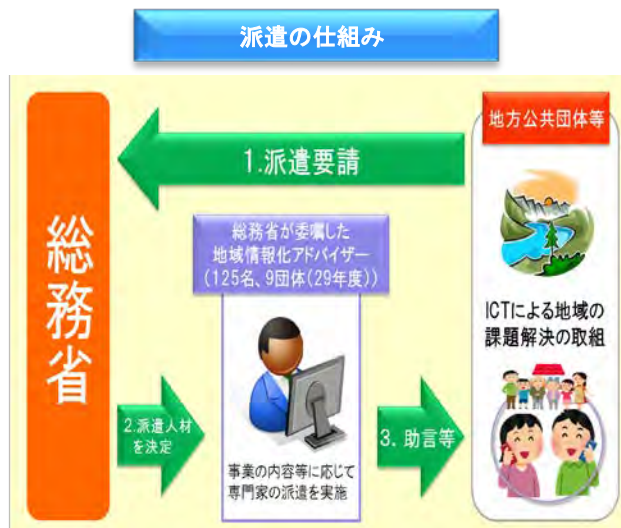 派遣の仕組み
地方公共団体等
1.派遣要請
総務省
総務省が委嘱した
地域情報化アドバイザー
(125名、9団体(29年度))
ICTによる地域の
課題解決の取組
2.派遣人材
を決定
3. 助言等
事業の内容等に応じて
専門家の派遣を実施